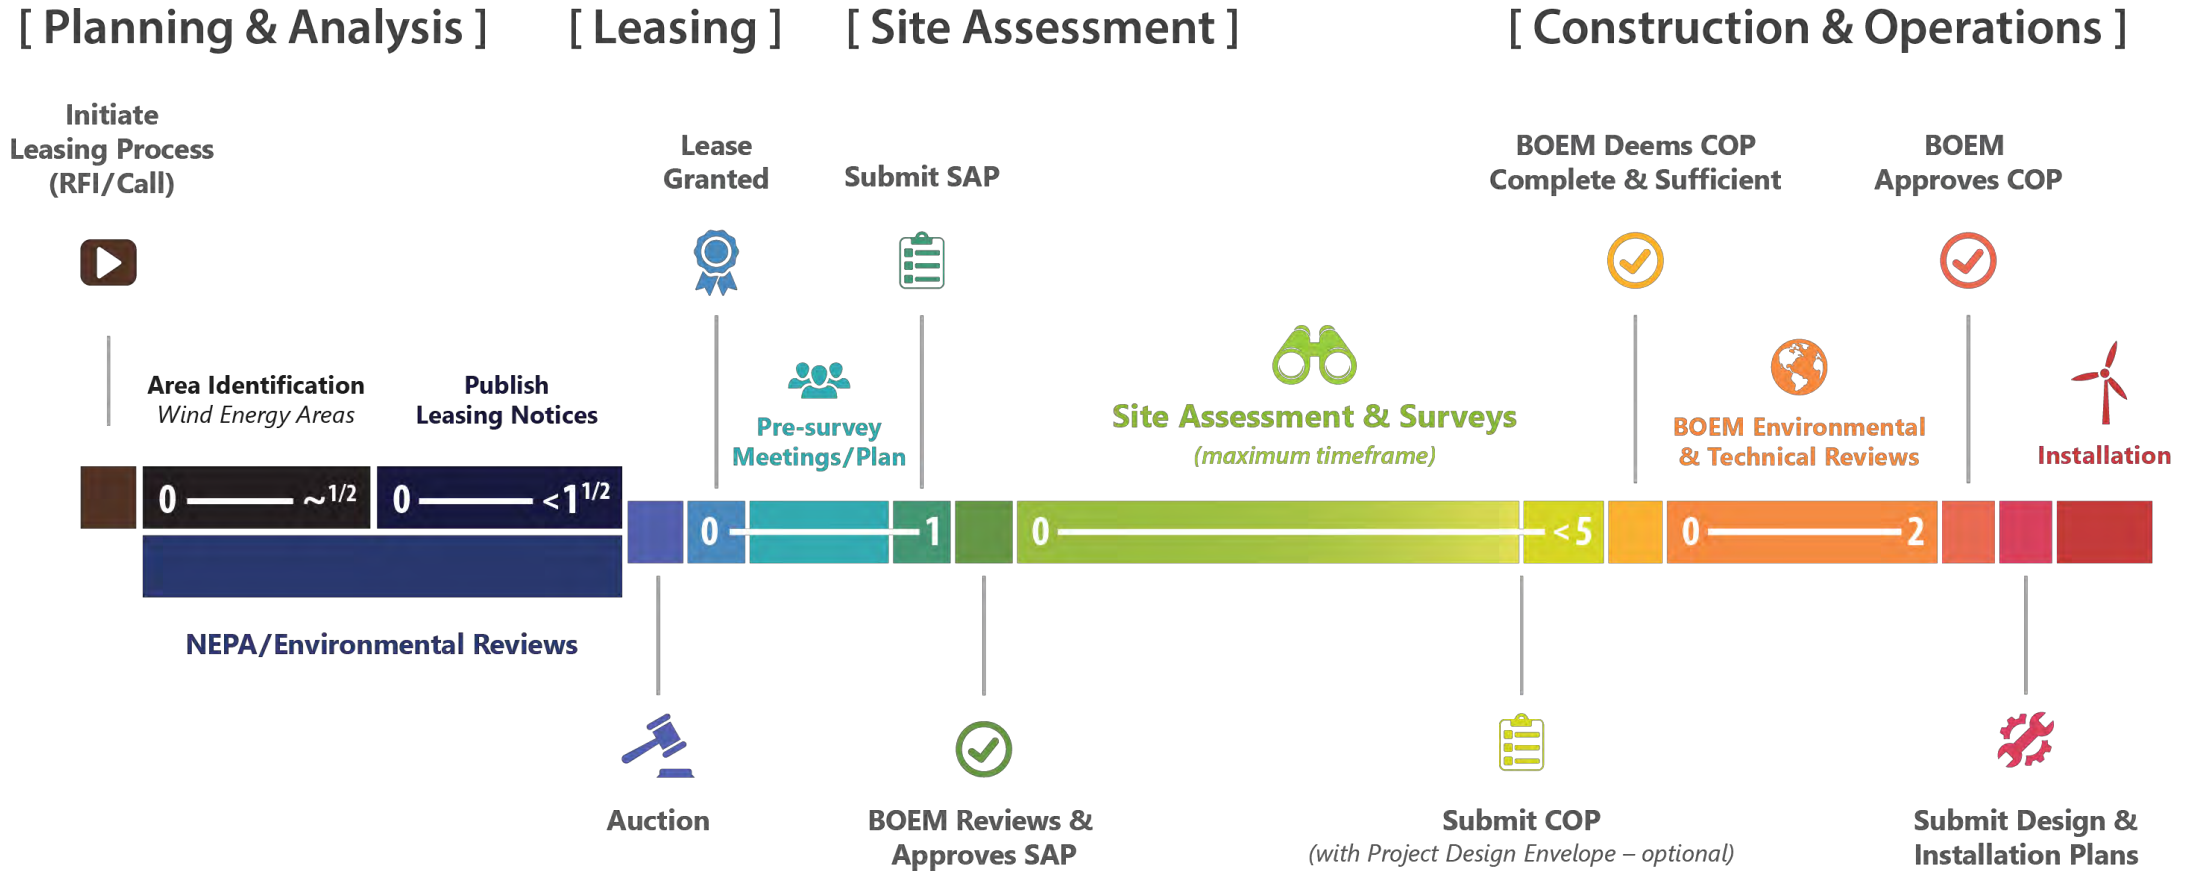 [ Planning & Analysis ]
[ Leasing ]
[ Site Assessment ]
[ Construction & Operations ]
Initiate
Leasing Process
(RFI/Call)
Lease
Granted
Submit SAP
BOEM Deems COP
Complete & Sufficient
BOEM
Approves COP
Area Identification
Wind Energy Areas
Publish
Leasing Notices
Pre-survey
Meetings/Plan
Site Assessment & Surveys
(maximum timeframe)
BOEM Environmental
& Technical Reviews
Installation
0 ~1/2
0 <1 1/2
0 1
0 <5
0 2
NEPA/Environmental Reviews
Auction
BOEM Reviews &
Approves SAP
Submit COP
(with Project Design Envelope – optional)
Submit Design &
Installation Plans